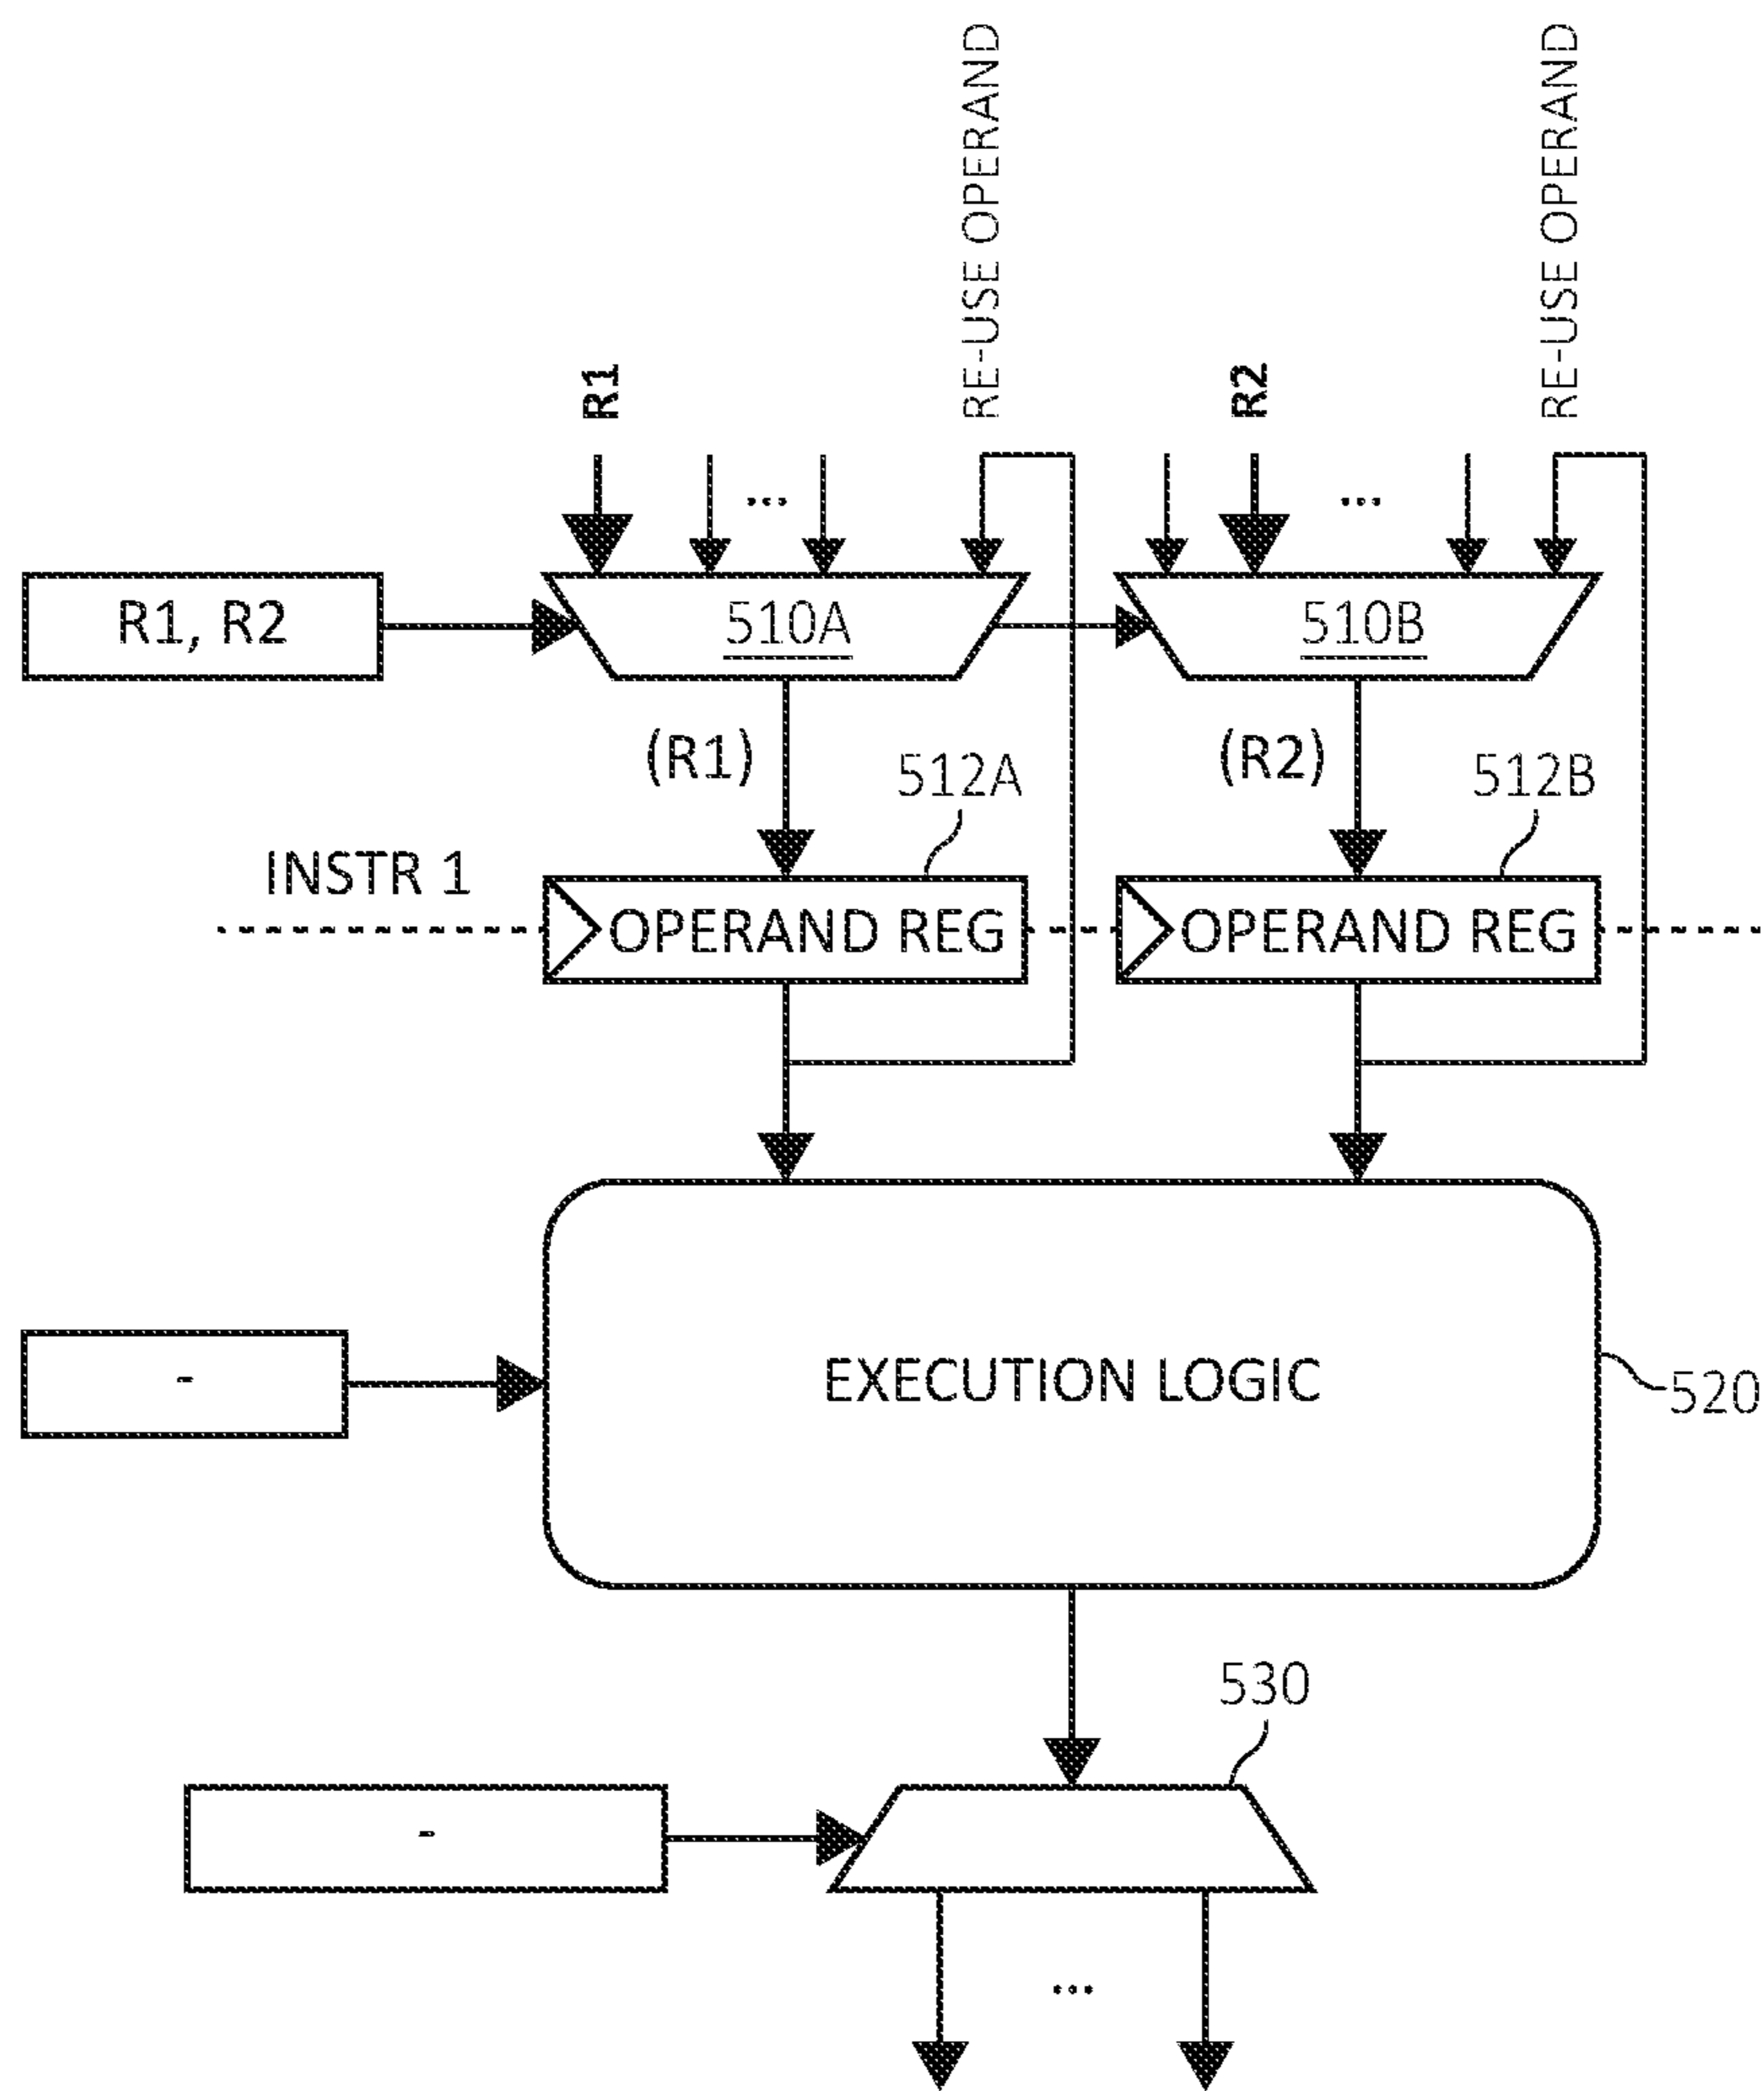 RE-USE OPERAND
RE-USE OPERAND
R1
R2
...
...
R1, R2
510A
510B
(R1)
512A
(R2)
512B
INSTR 1
OPERAND REG
OPERAND REG
-
EXECUTION LOGIC
520
530
-
...